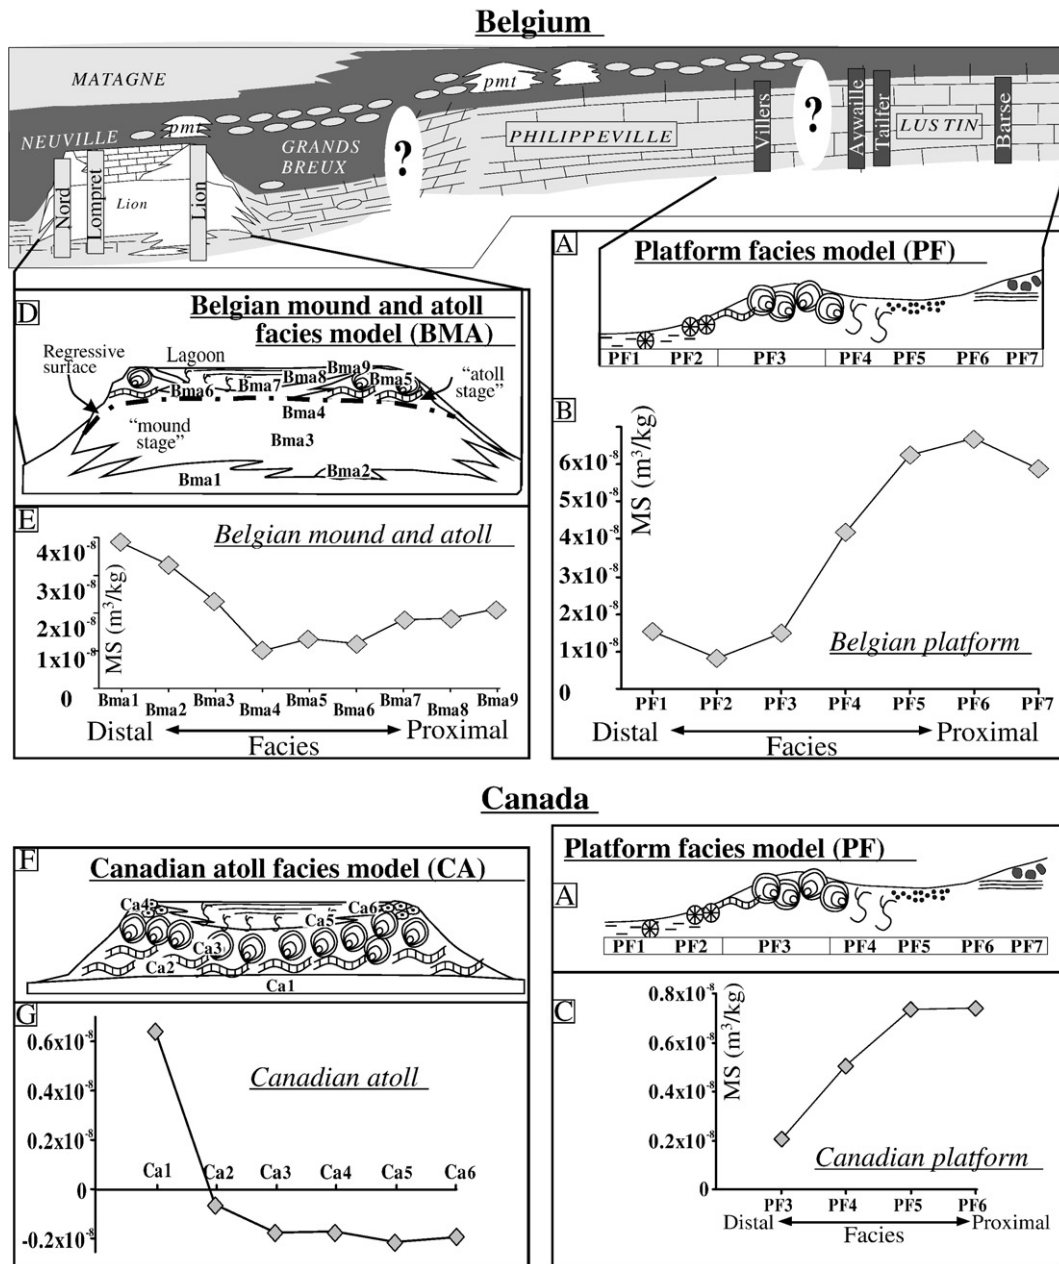 Belgium
MATAGNE
NEUVILLE
pmt
GRANDS
BREUX
?
pmt
PHILIPPEVILLE
Villers
?
Aywaille
Tailfer
LUSTIN
Barse
Nord
Lompret
Lion
Lion
D
Belgian mound and atoll
facies model (BMA)
Regressive
surface
Lagoon
Bma9
Bma8
Bma5
Bma6
Bma7
"atoll
stage"
Bma4
"mound
stage"
Bma3
Bma1
Bma2
A
Platform facies model (PF)
PF1 PF2 PF3 PF4 PF5 PF6 PF7
E
Belgian mound and atoll
4x10-8
3x10-8
2x10-8
1x10-8
0
MS (m3/kg)
Bma1 Bma2 Bma3 Bma4 Bma5 Bma6 Bma7 Bma8 Bma9
Distal Facies Proximal
B
6x10-8
5x10-8
4x10-8
3x10-8
2x10-8
1x10-8
0
MS (m3/kg)
Belgian platform
PF1 PF2 PF3 PF4 PF5 PF6 PF7
Distal Facies Proximal
Canada
F
Canadian atoll facies model (CA)
Ca4
Ca6
Ca5
Ca3
Ca2
Ca1
Platform facies model (PF)
A
PF1 PF2 PF3 PF4 PF5 PF6 PF7
G
0.6x10-8
0.4x10-8
0.2x10-8
0
-0.2x10-8
Canadian atoll
Ca1 Ca2 Ca3 Ca4 Ca5 Ca6
C
0.8x10-8
0.6x10-8
0.4x10-8
0.2x10-8
0
MS (m3/kg)
Canadian platform
PF3 PF4 PF5 PF6
Distal Facies Proximal